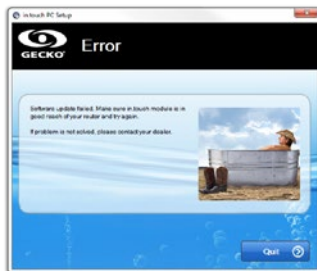 in.touch PC Setup
GECKO
Error
Software update failed. Make sure in.touch module is in
good reach of your router and try again.
If problem is not solved, please contact your dealer.
Quit